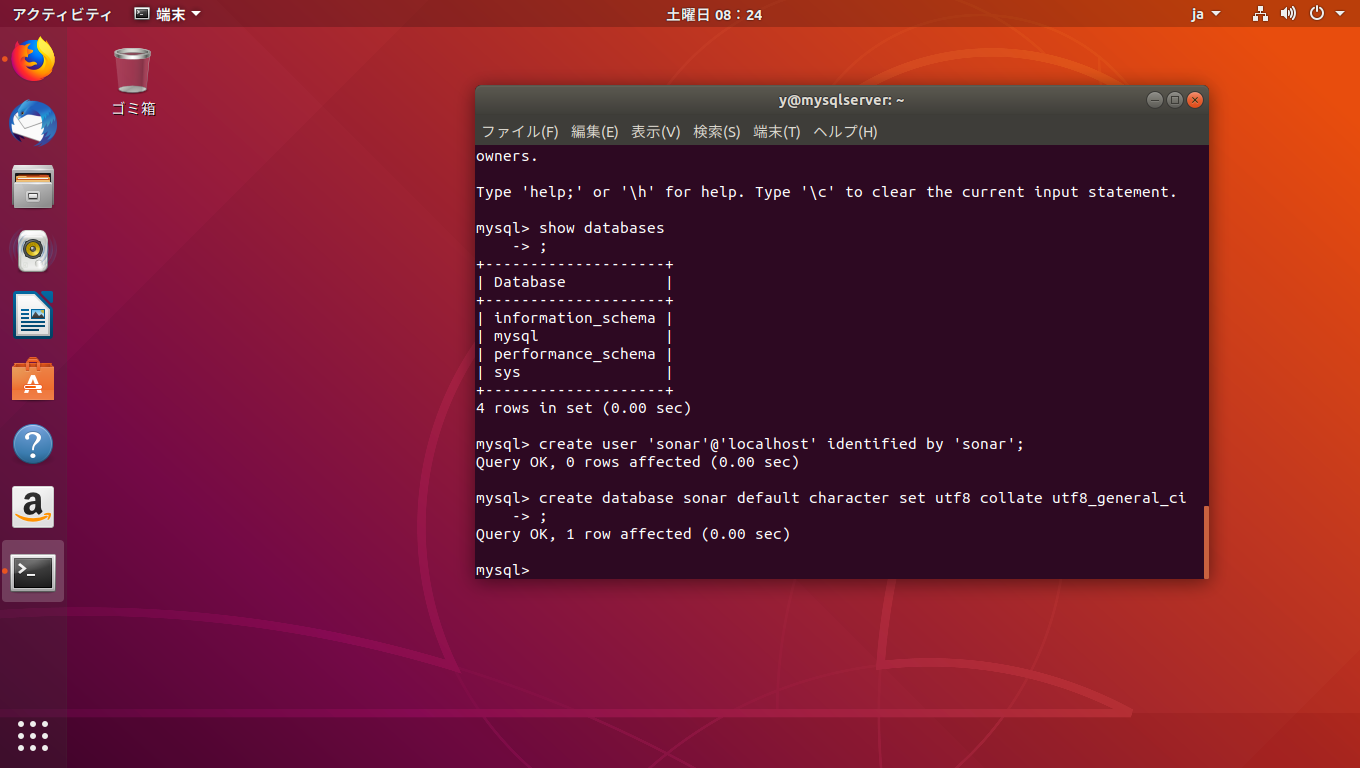 アクティビティ 端末 土曜日 08：24 ja
ゴミ箱
y@mysqlserver: ~
ファイル(F) 編集(E) 表示(V) 検索(S) 端末(T) ヘルプ(H)
owners.
Type 'help;' or '\h' for help. Type '\c' to clear the current input statement.
mysql> show databases
    -> ;
+--------------------+
| Database           |
+--------------------+
| information_schema |
| mysql              |
| performance_schema |
| sys                |
+--------------------+
4 rows in set (0.00 sec)
mysql> create user 'sonar'@'localhost' identified by 'sonar';
Query OK, 0 rows affected (0.00 sec)
mysql> create database sonar default character set utf8 collate utf8_general_ci
    -> ;
Query OK, 1 row affected (0.00 sec)
mysql>